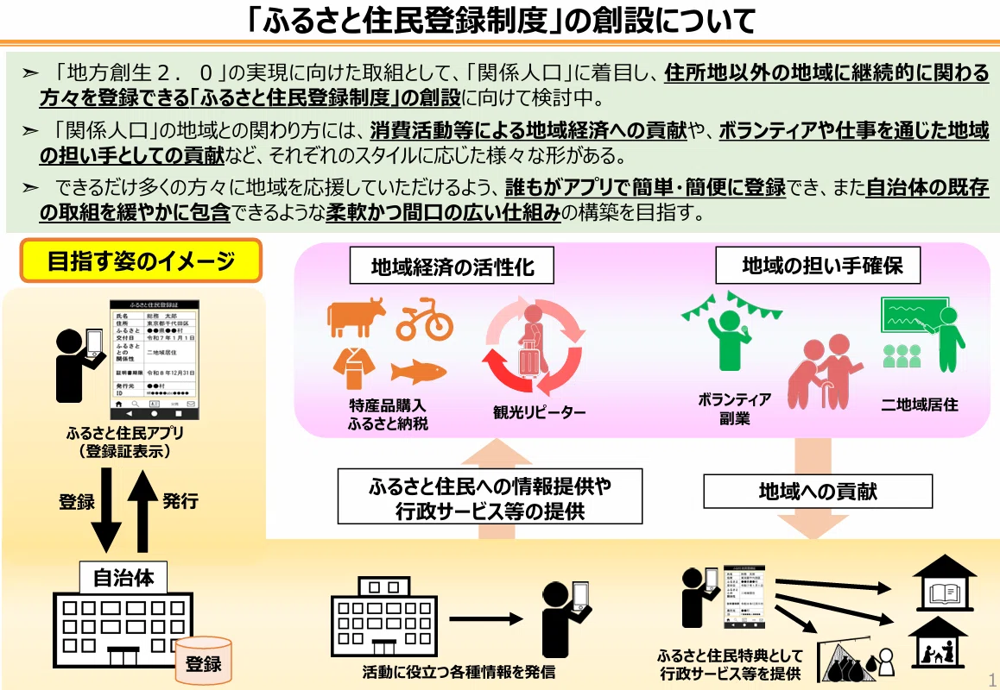 「ふるさと住民登録制度」の創設について
➢ 「地方創生２．０」の実現に向けた取組として、「関係人口」に着目し、住所地以外の地域に継続的に関わる
方々を登録できる「ふるさと住民登録制度」の創設に向けて検討中。
➢ 「関係人口」の地域との関わり方には、消費活動等による地域経済への貢献や、ボランティアや仕事を通じた地域
の担い手としての貢献など、それぞれのスタイルに応じた様々な形がある。
➢ できるだけ多くの方々に地域を応援していただけるよう、誰もがアプリで簡単・簡便に登録でき、また自治体の既存
の取組を緩やかに包含できるような柔軟かつ間口の広い仕組みの構築を目指す。
目指す姿のイメージ
ふるさと住民登録証
氏名 総務 太郎
住所 東京都千代田区
ふるさと ●●県●●村
交付日 令和７年１月１日
ふるさと
との
関係性
二地域居住
証明書期限 令和８年12月31日
発行元 ●●村
ふるさと住民アプリ
（登録証表示）
登録
発行
自治体
登録
地域経済の活性化
特産品購入
ふるさと納税
観光リピーター
地域の担い手確保
ボランティア
副業
二地域居住
ふるさと住民への情報提供や
行政サービス等の提供
地域への貢献
活動に役立つ各種情報を発信
ふるさと住民特典として
行政サービス等を提供
1